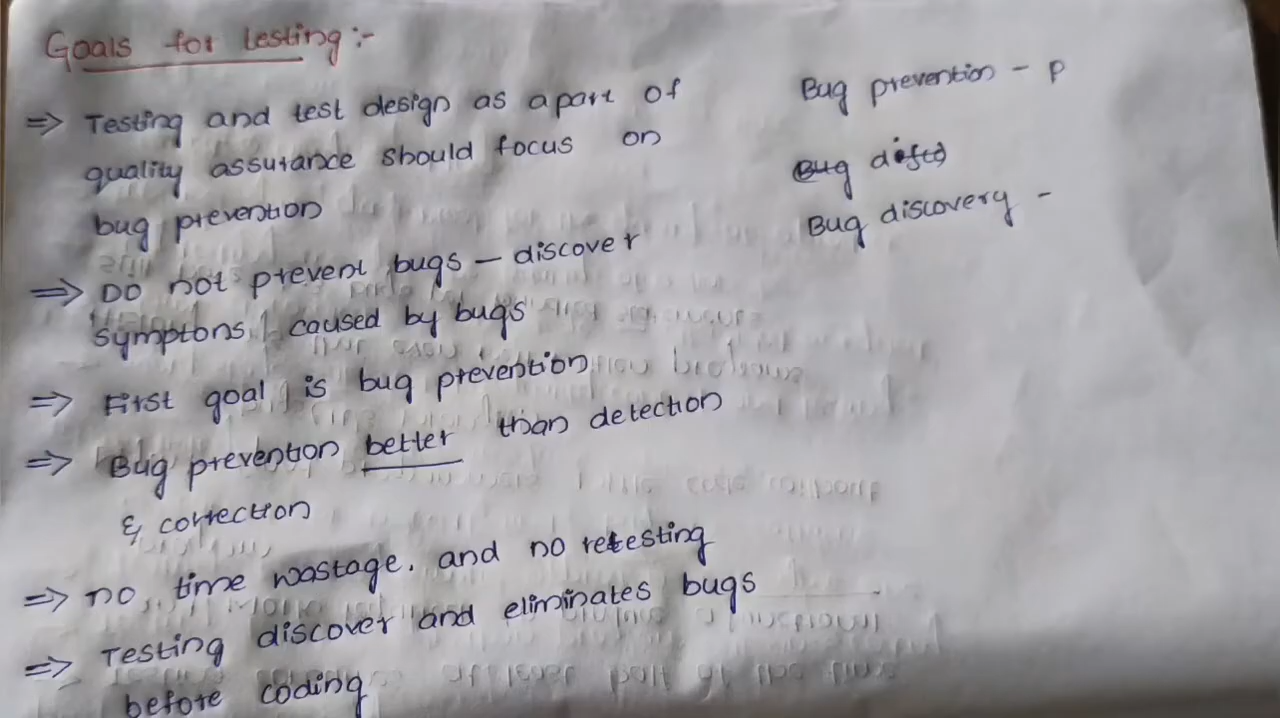 Goals for testing :-
=> Testing and test design as a part of
quality assurance should focus on
bug prevention
=> Do not prevent bugs – discover
symptons caused by bugs
=> First goal is bug prevention
=> Bug prevention better than detection
& correction
=> no time wastage. and no retesting
=> Testing discover and eliminates bugs
before coding
Bug prevention - P
Bug
Bug discovery -